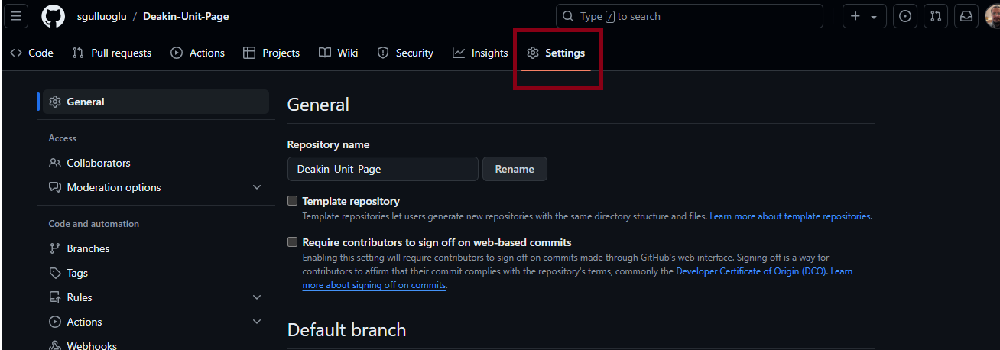 sgulluoglu / Deakin-Unit-Page
Type / to search
Code Pull requests Actions Projects Wiki Security Insights Settings
General
Access
Collaborators
Moderation options
Code and automation
Branches
Tags
Rules
Actions
Webhooks
General
Repository name
Deakin-Unit-Page Rename
Template repository
Template repositories let users generate new repositories with the same directory structure and files. Learn more about template repositories.
Require contributors to sign off on web-based commits
Enabling this setting will require contributors to sign off on commits made through GitHub's web interface. Signing off is a way for
contributors to affirm that their commit complies with the repository's terms, commonly the Developer Certificate of Origin (DCO). Learn
more about signing off on commits.
Default branch